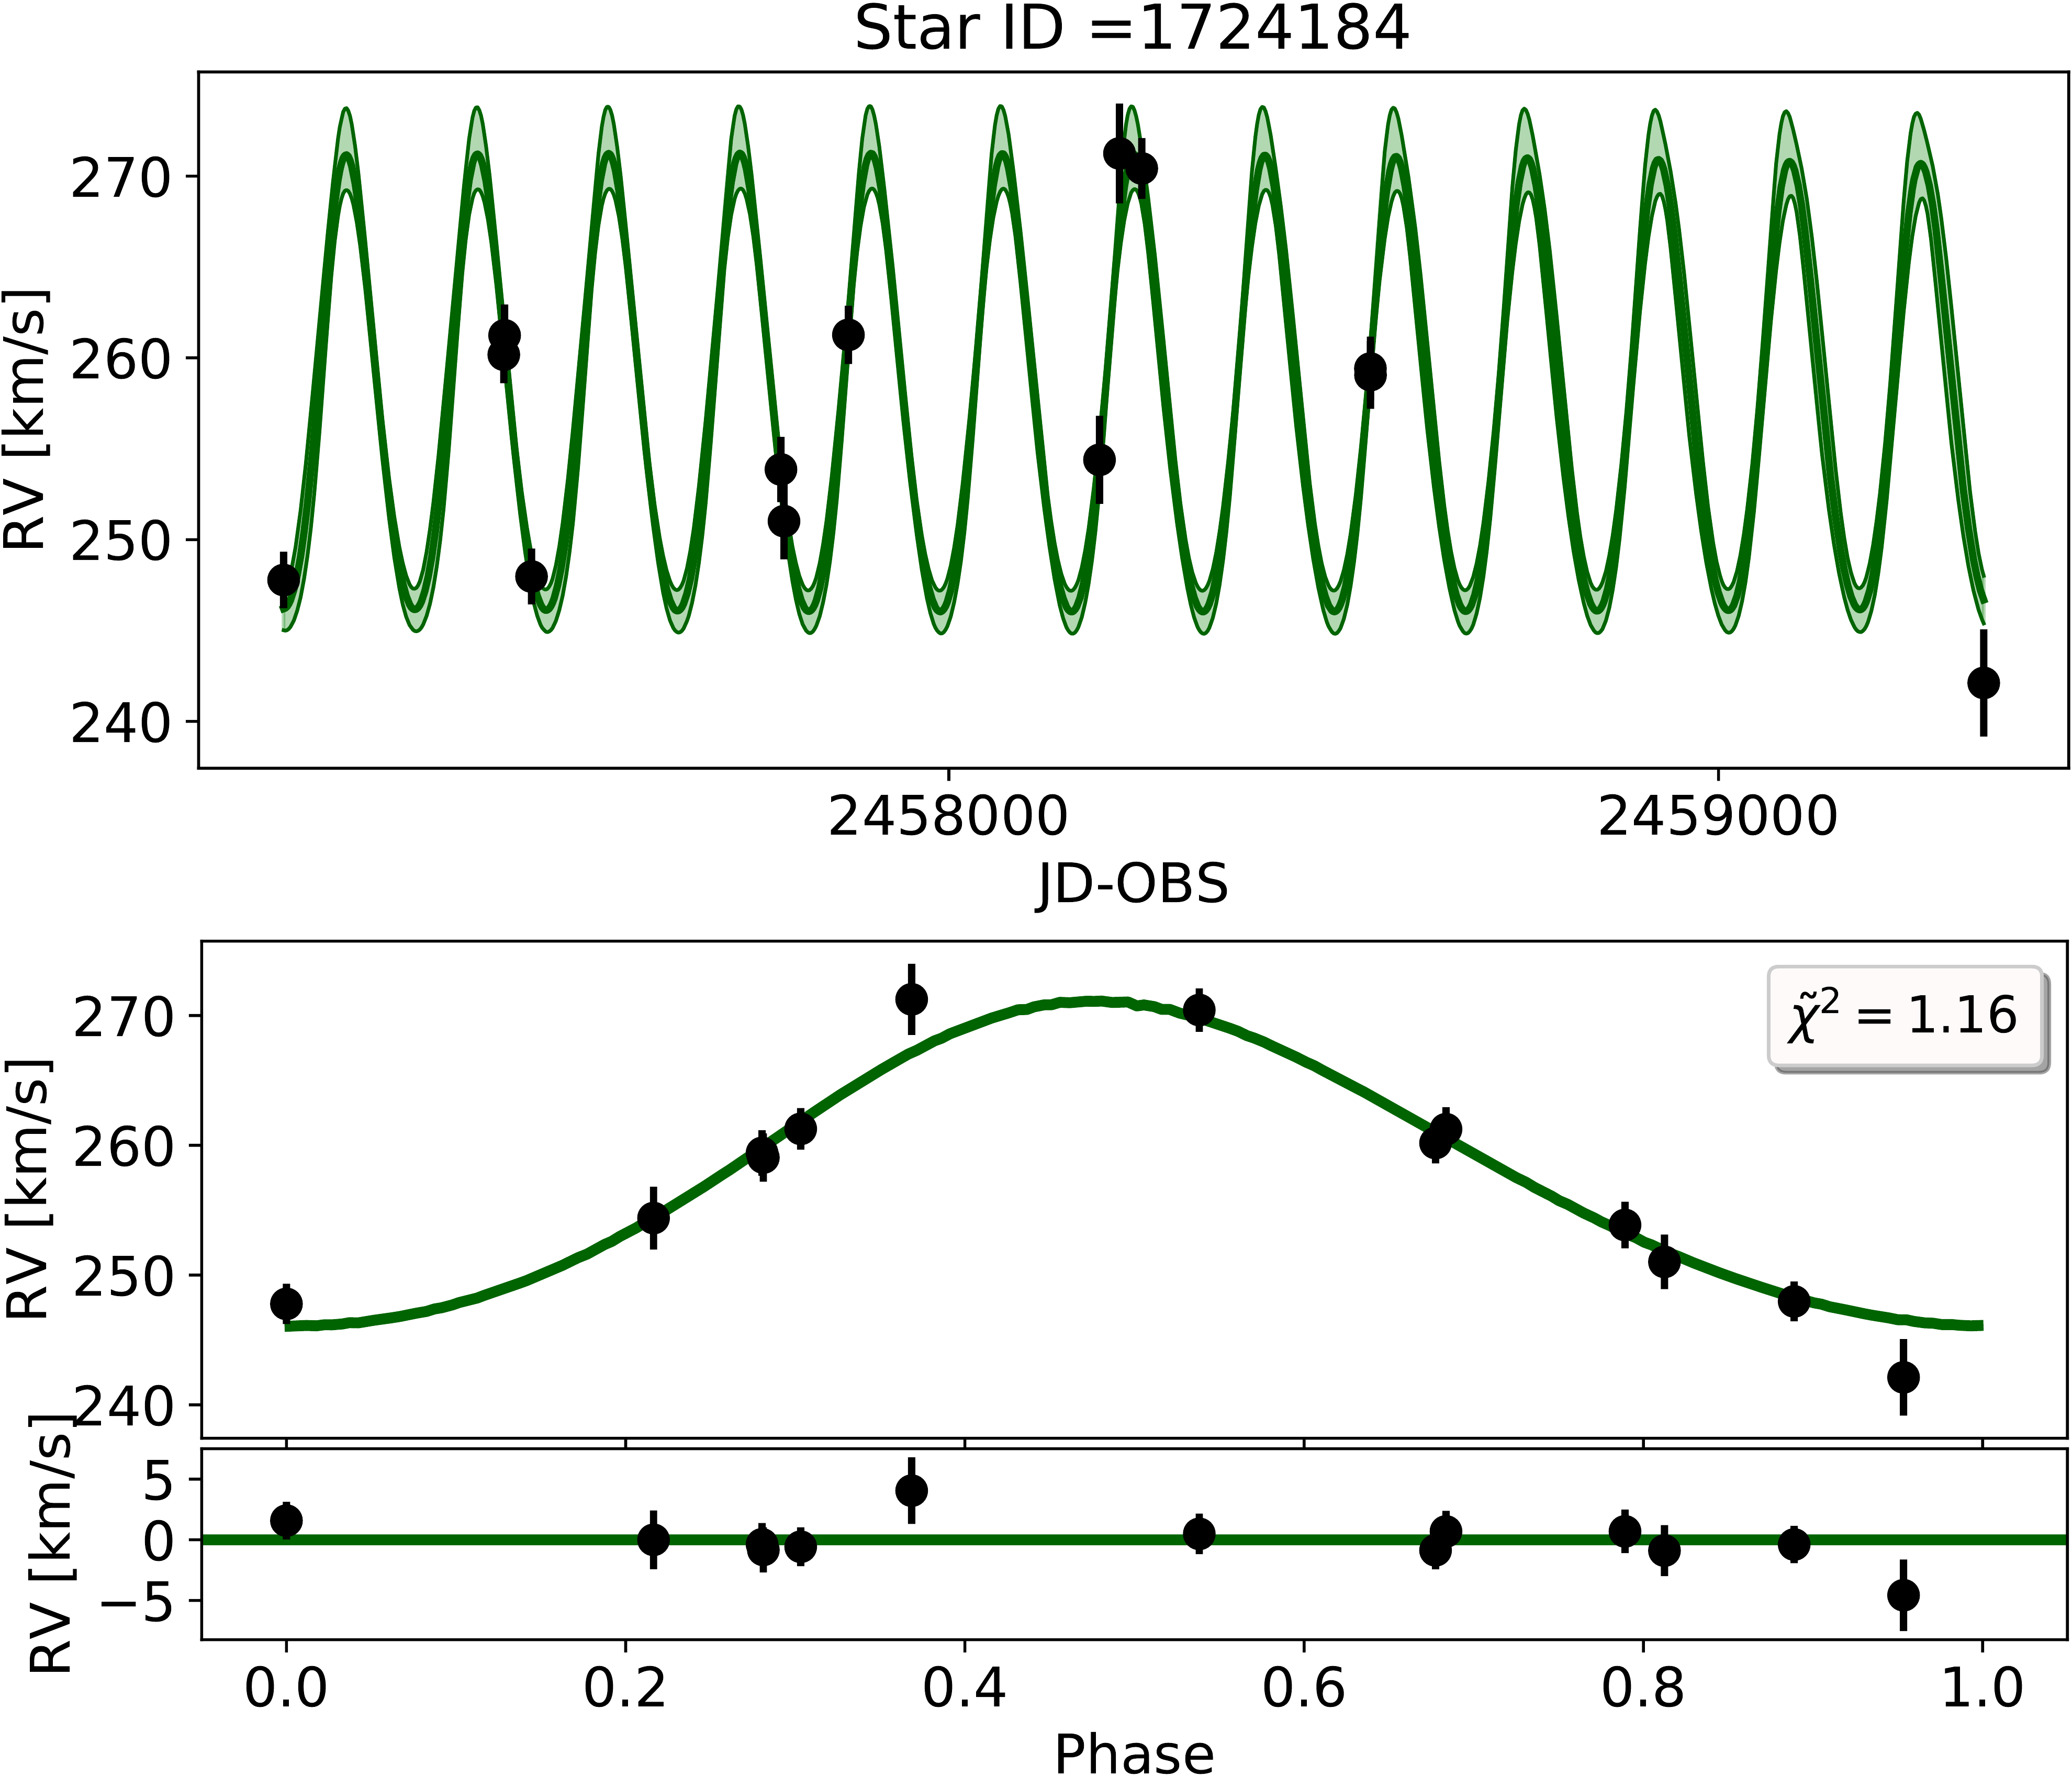 Star ID =1724184
RV [km/s]
270
260
250
240
2458000
2459000
JD-OBS
RV [km/s]
270
260
250
240
χ̃² = 1.16
RV [km/s]
5
0
−5
0.0
0.2
0.4
0.6
0.8
1.0
Phase